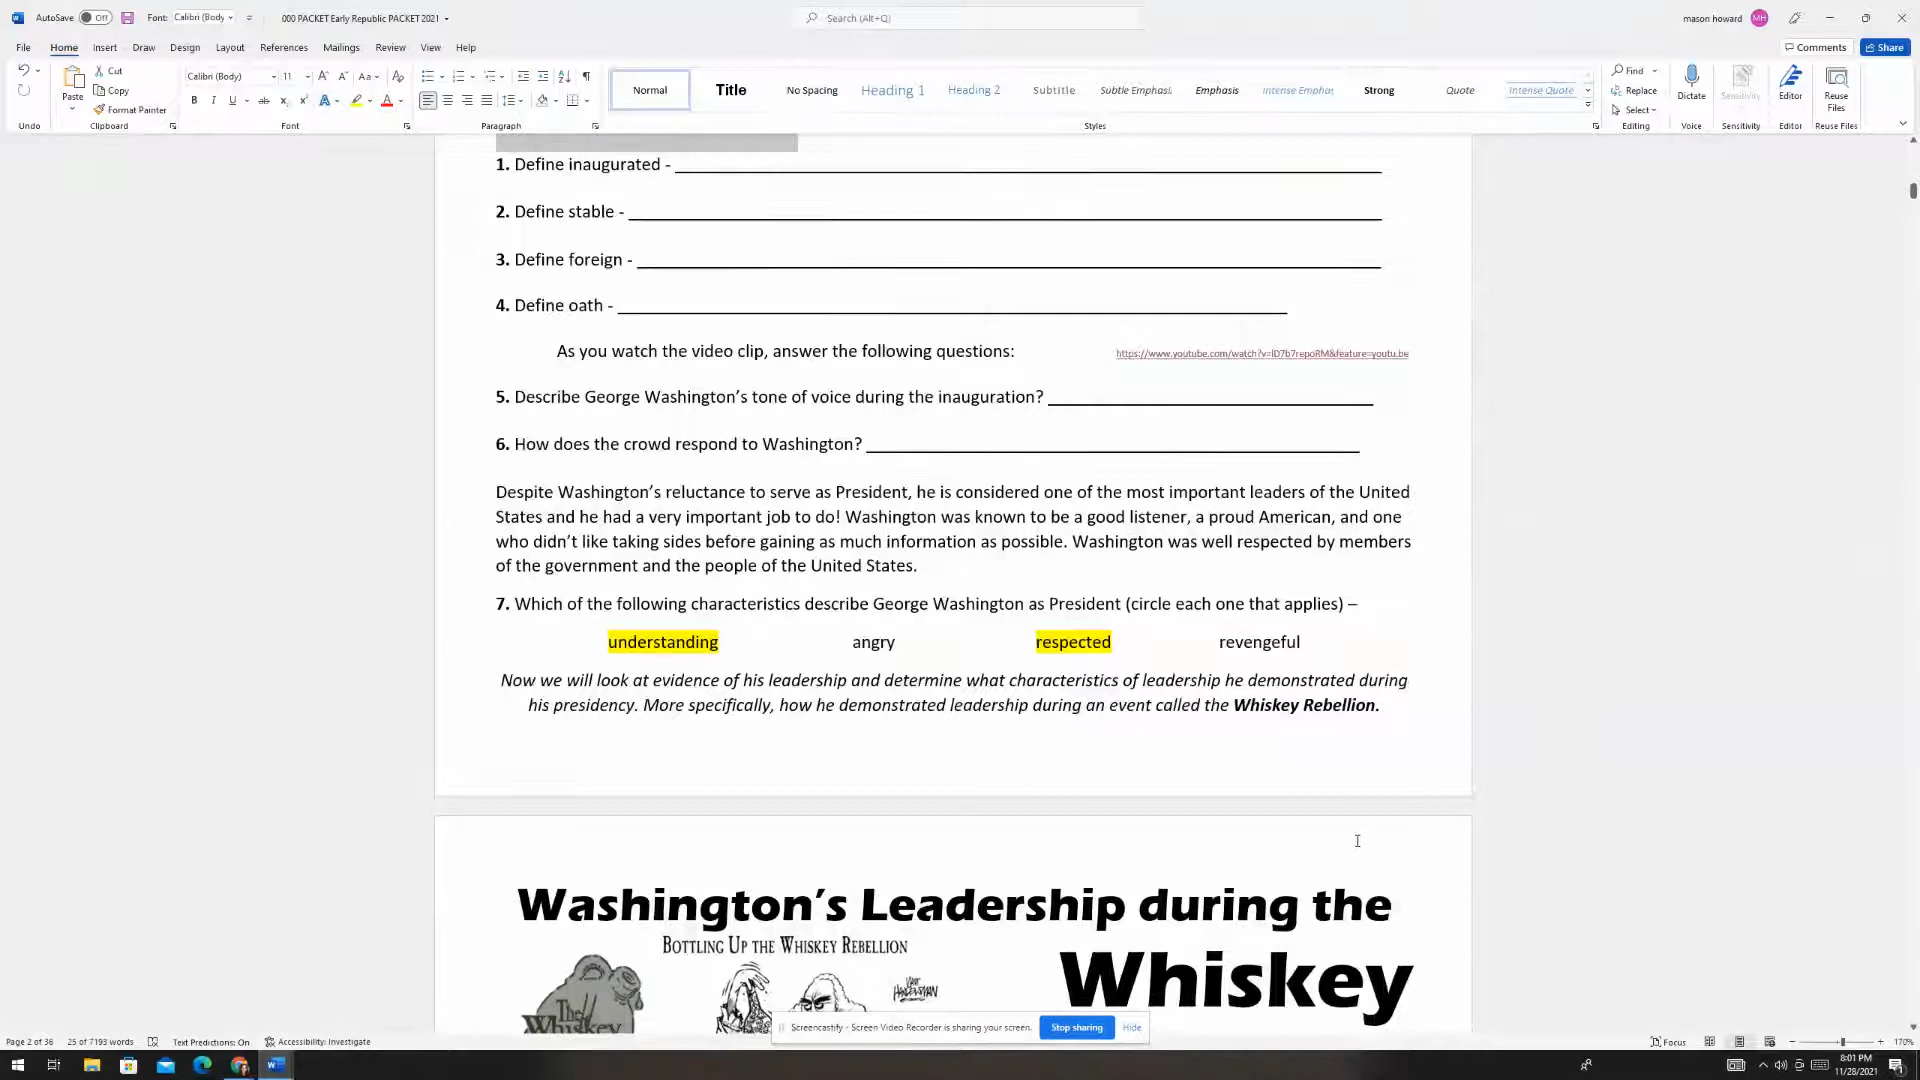 AutoSave Off Font: Calibri (Body 000 PACKET Early Republic PACKET 2021 Search (Alt+Q) mason howard MH
File Home Insert Draw Design Layout References Mailings Review View Help Comments Share
Calibri (Body) 11 Normal Title No Spacing Heading 1 Heading 2 Subtitle Subtle Emphasi. Emphasis Intense Emphas. Strong Quote Intense Quote
Paste Cut Copy Format Painter
Find Replace Select Dictate Sensitivity Editor Reuse Files
Undo Clipboard Font Paragraph Styles Editing Voice Sensitivity Editor Reuse Files
1. Define inaugurated -
2. Define stable -
3. Define foreign -
4. Define oath -
As you watch the video clip, answer the following questions: https://www.youtube.com/watch?v=lD7b7repoRM&feature=youtu.be
5. Describe George Washington’s tone of voice during the inauguration?
6. How does the crowd respond to Washington?
Despite Washington’s reluctance to serve as President, he is considered one of the most important leaders of the United
States and he had a very important job to do! Washington was known to be a good listener, a proud American, and one
who didn’t like taking sides before gaining as much information as possible. Washington was well respected by members
of the government and the people of the United States.
7. Which of the following characteristics describe George Washington as President (circle each one that applies) –
understanding angry respected revengeful
Now we will look at evidence of his leadership and determine what characteristics of leadership he demonstrated during
his presidency. More specifically, how he demonstrated leadership during an event called the Whiskey Rebellion.
Washington’s Leadership during the
BOTTLING UP THE WHISKEY REBELLION
Whiskey
The
Whiskey
Screencastify - Screen Video Recorder is sharing your screen. Stop sharing Hide
Page 2 of 36 25 of 7193 words Text Predictions: On Accessibility: Investigate Focus 170%
8:01 PM
11/28/2021